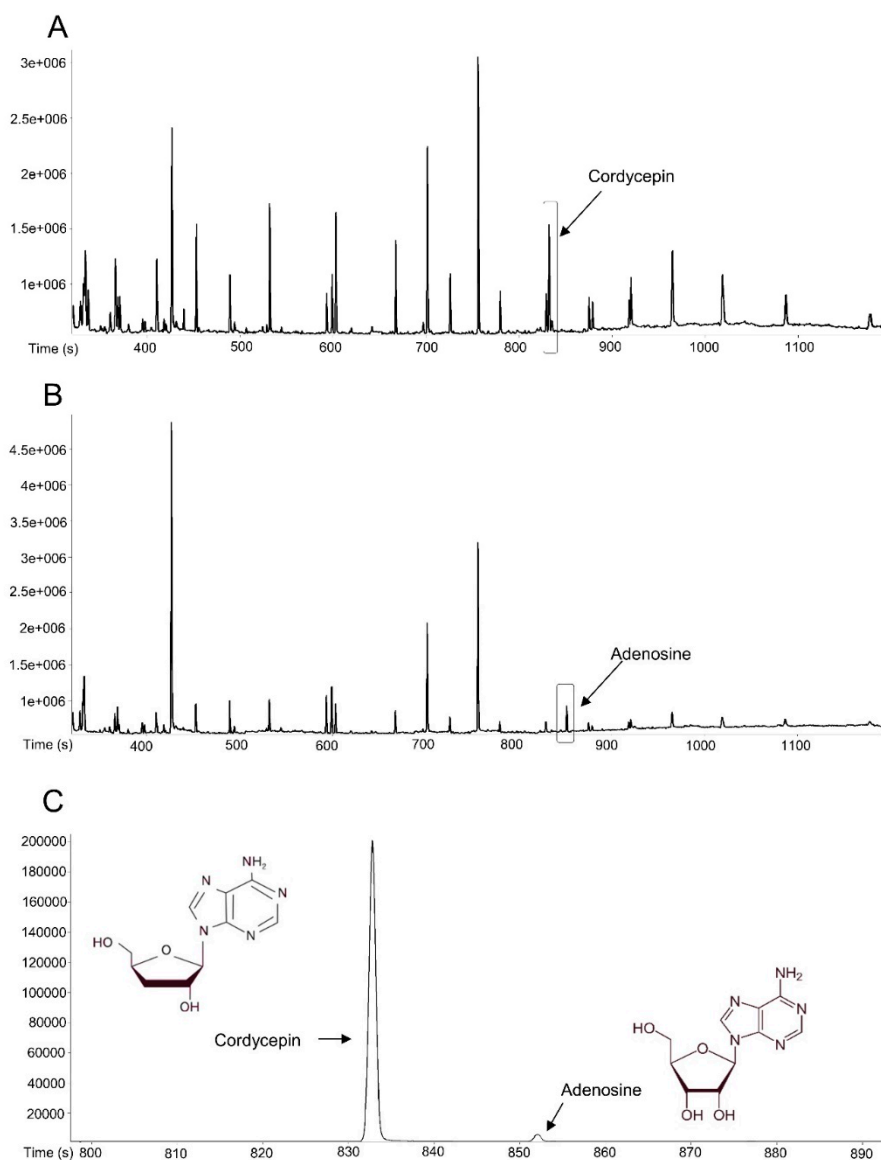 A
3e+006
2.5e+006
2e+006
1.5e+006
1e+006
Cordycepin
Time (s) 400 500 600 700 800 900 1000 1100
B
4.5e+006
4e+006
3.5e+006
3e+006
2.5e+006
2e+006
1.5e+006
1e+006
Adenosine
Time (s) 400 500 600 700 800 900 1000 1100
C
200000
180000
160000
140000
120000
100000
80000
60000
40000
20000
NH₂
N
N
N
N
HO
O
OH
Cordycepin
NH₂
N
N
N
N
HO
O
OH
OH
Adenosine
Time (s) 800 810 820 830 840 850 860 870 880 890